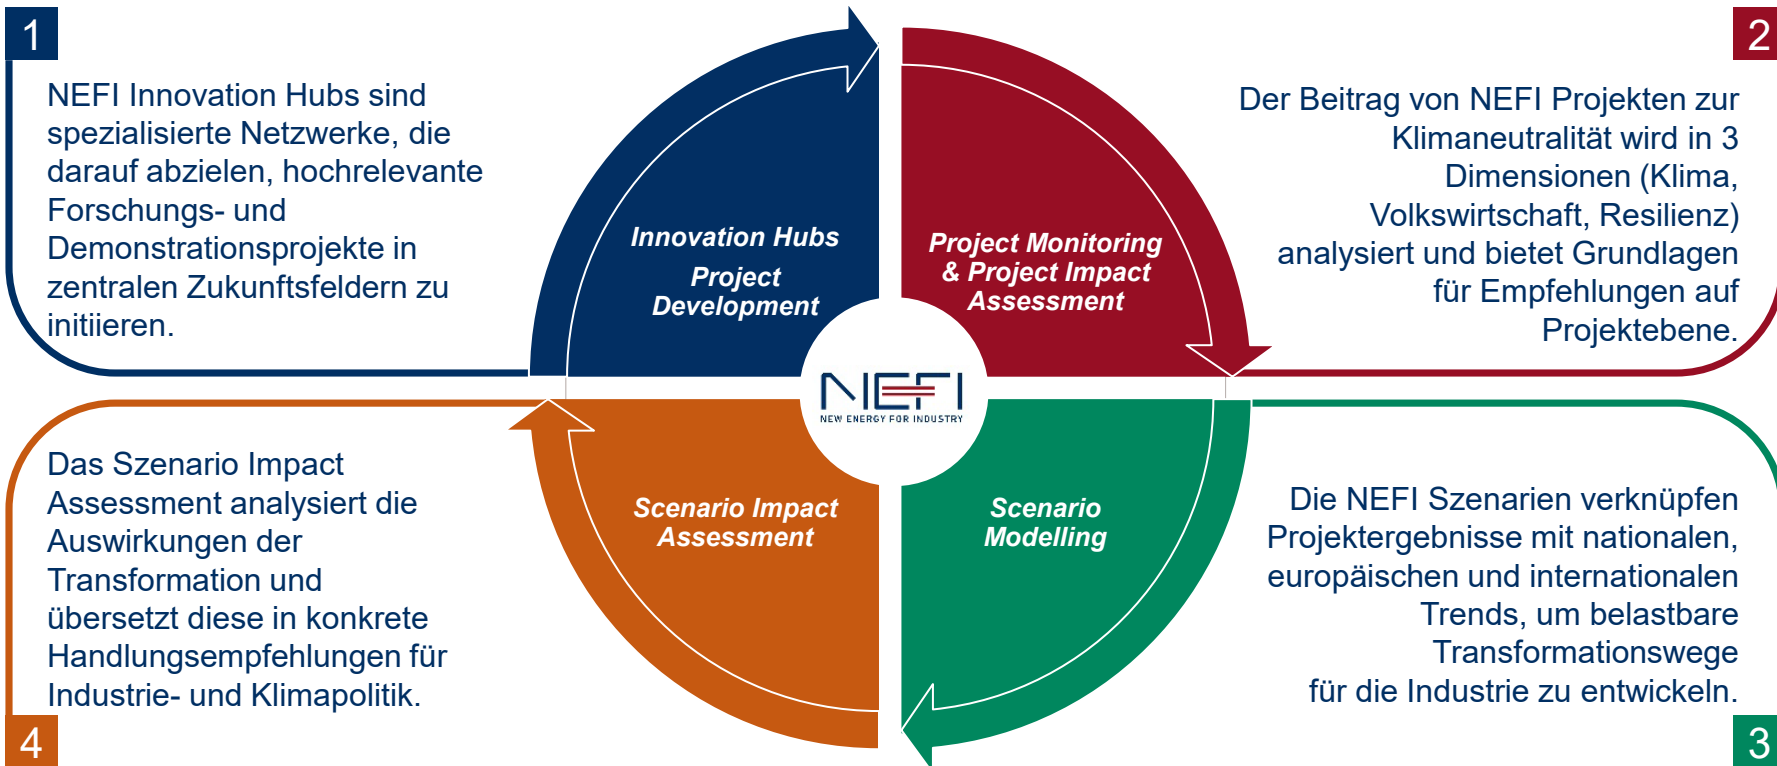 1
NEFI Innovation Hubs sind
spezialisierte Netzwerke, die
darauf abzielen, hochrelevante
Forschungs- und
Demonstrationsprojekte in
zentralen Zukunftsfeldern zu
initiieren.
Innovation Hubs
Project
Development
Project Monitoring
& Project Impact
Assessment
2
Der Beitrag von NEFI Projekten zur
Klimaneutralität wird in 3
Dimensionen (Klima,
Volkswirtschaft, Resilienz)
analysiert und bietet Grundlagen
für Empfehlungen auf
Projektebene.
NEFI
NEW ENERGY FOR INDUSTRY
Scenario
Modelling
Die NEFI Szenarien verknüpfen
Projektergebnisse mit nationalen,
europäischen und internationalen
Trends, um belastbare
Transformationswege
für die Industrie zu entwickeln.
3
Scenario Impact
Assessment
Das Szenario Impact
Assessment analysiert die
Auswirkungen der
Transformation und
übersetzt diese in konkrete
Handlungsempfehlungen für
Industrie- und Klimapolitik.
4